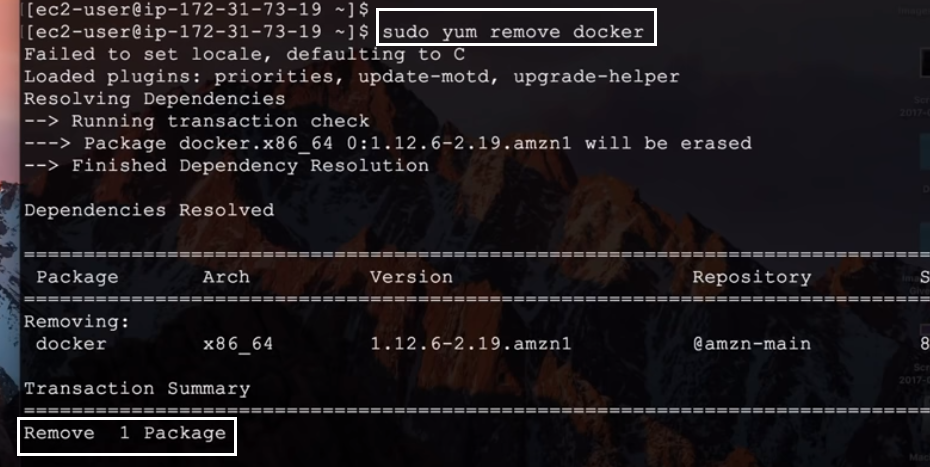 [ec2-user@ip-172-31-73-19 ~]$
[ec2-user@ip-172-31-73-19 ~]$ sudo yum remove docker
Failed to set locale, defaulting to C
Loaded plugins: priorities, update-motd, upgrade-helper
Resolving Dependencies
--> Running transaction check
---> Package docker.x86_64 0:1.12.6-2.19.amzn1 will be erased
--> Finished Dependency Resolution
Dependencies Resolved
================================================================================
Package Arch Version Repository S
================================================================================
Removing:
docker x86_64 1.12.6-2.19.amzn1 @amzn-main 8
Transaction Summary
================================================================================
Remove 1 Package